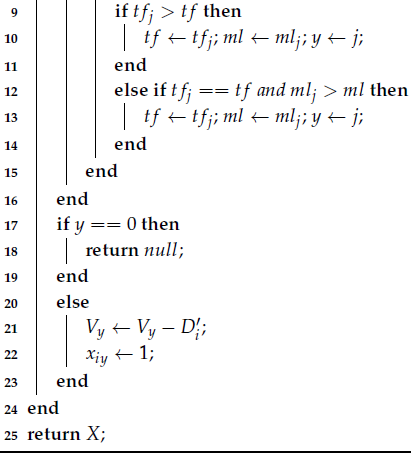 9 if tf_j > tf then
10 tf ← tf_j; ml ← ml_j; y ← j;
11 end
12 else if tf_j == tf and ml_j > ml then
13 tf ← tf_j; ml ← ml_j; y ← j;
14 end
15 end
16 end
17 if y == 0 then
18 return null;
19 end
20 else
21 V_y ← V_y − D′_i;
22 x_iy ← 1;
23 end
24 end
25 return X;